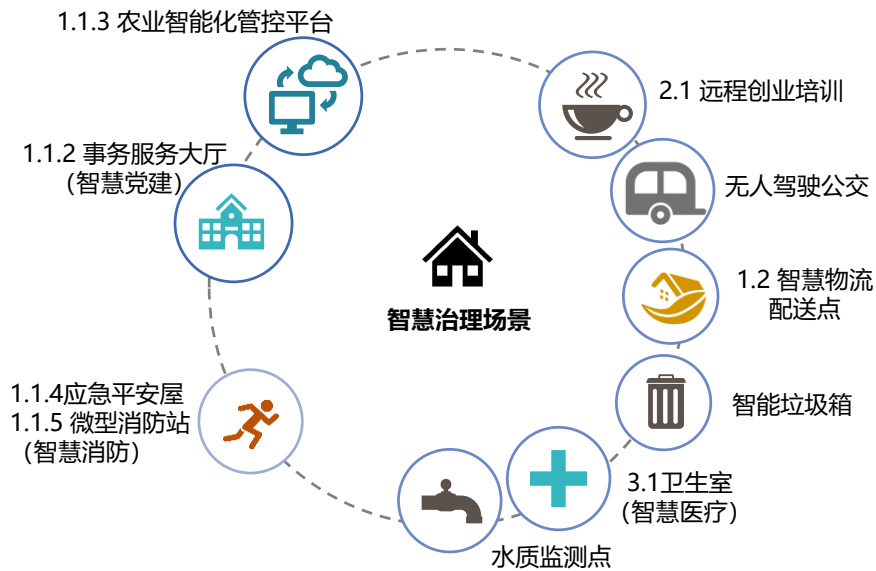 1.1.3 农业智能化管控平台
2.1 远程创业培训
1.1.2 事务服务大厅
（智慧党建）
无人驾驶公交
1.2 智慧物流
配送点
智慧治理场景
1.1.4应急平安屋
1.1.5 微型消防站
（智慧消防）
智能垃圾箱
3.1卫生室
（智慧医疗）
水质监测点